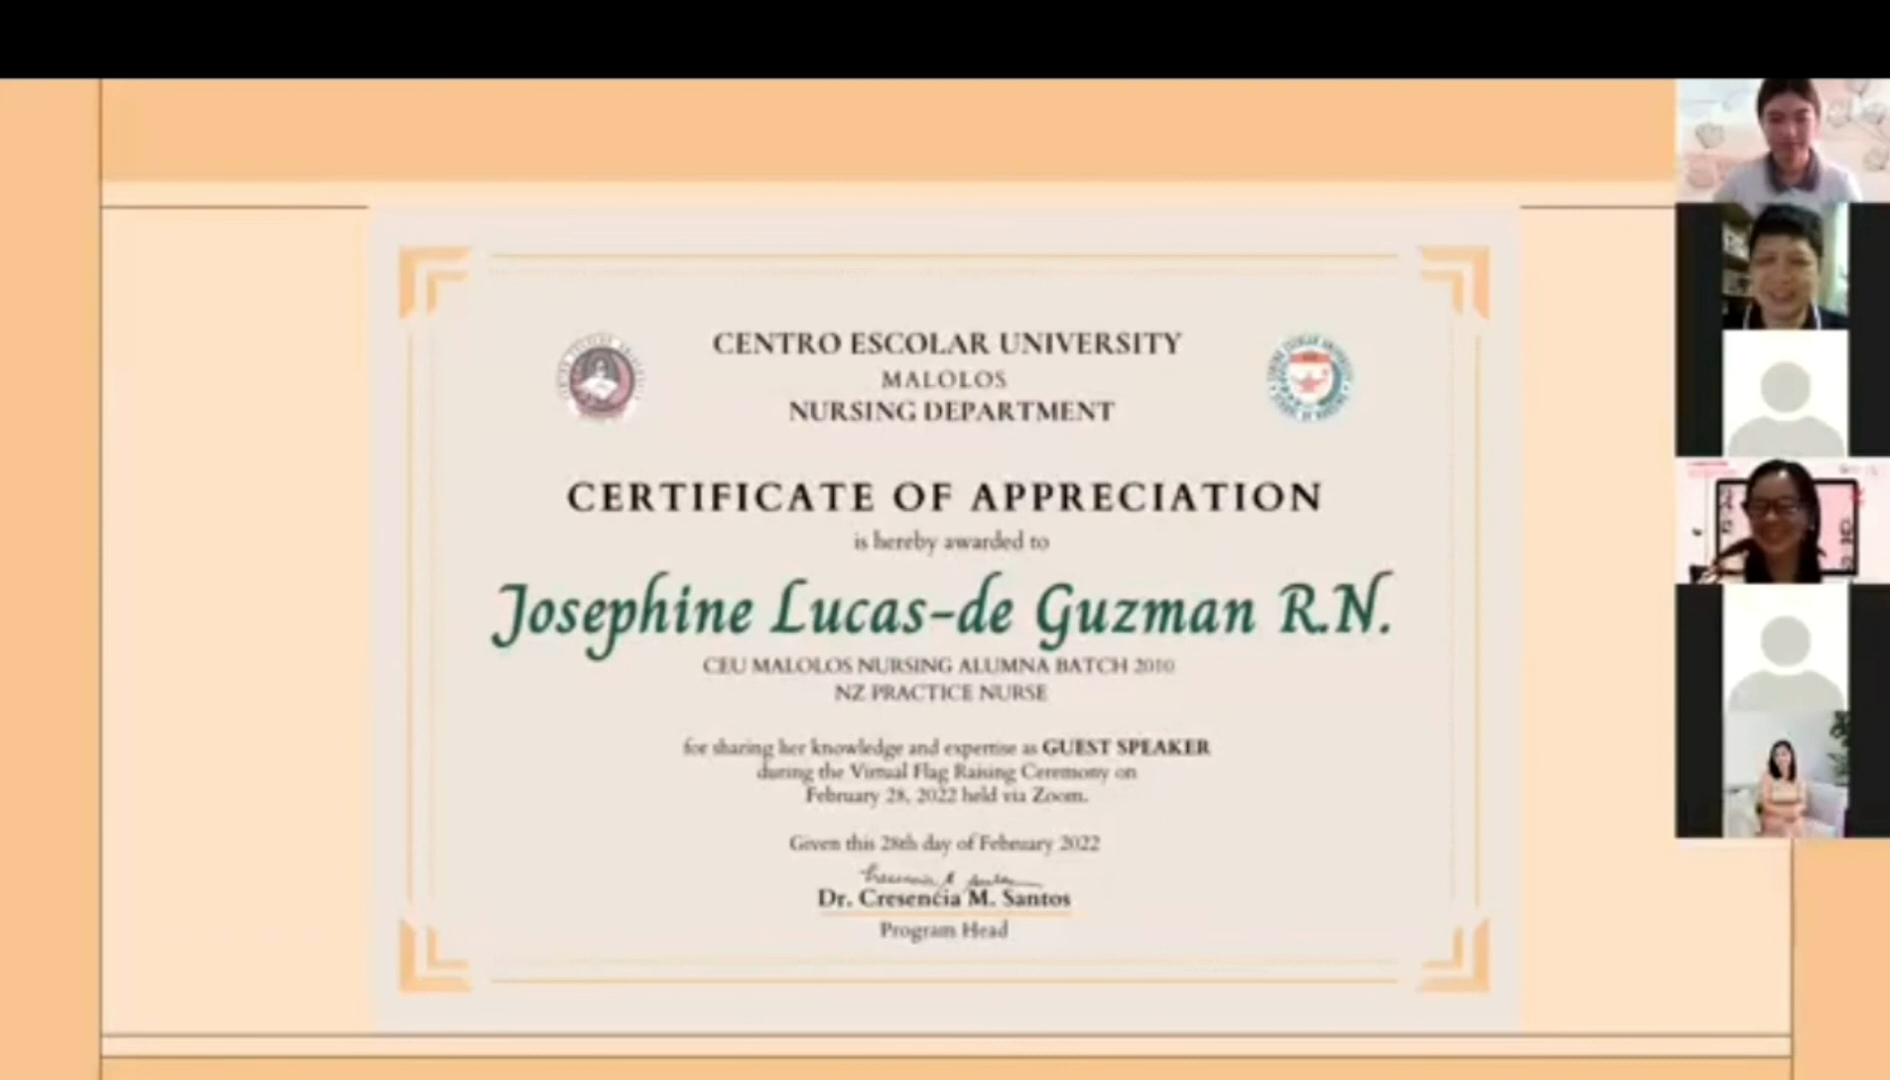 CENTRO ESCOLAR UNIVERSITY
MALOLOS
NURSING DEPARTMENT
CERTIFICATE OF APPRECIATION
is hereby awarded to
Josephine Lucas-de Guzman R.N.
CEU MALOLOS NURSING ALUMNA BATCH 2010
NZ PRACTICE NURSE
for sharing her knowledge and expertise as GUEST SPEAKER
during the Virtual Flag Raising Ceremony on
February 28, 2022 held via Zoom.
Given this 28th day of February 2022
Dr. Cresencia M. Santos
Program Head